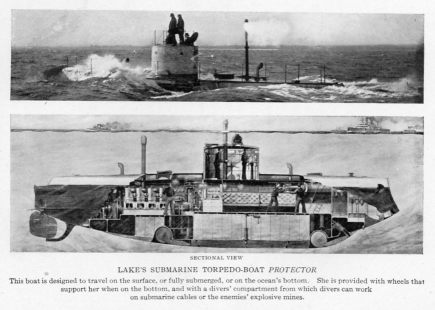 SECTIONAL VIEW
LAKE'S SUBMARINE TORPEDO-BOAT PROTECTOR
This boat is designed to travel on the surface, or fully submerged, or on the ocean's bottom. She is provided with wheels that
support her when on the bottom, and with a divers' compartment from which divers can work
on submarine cables or the enemies' explosive mines.